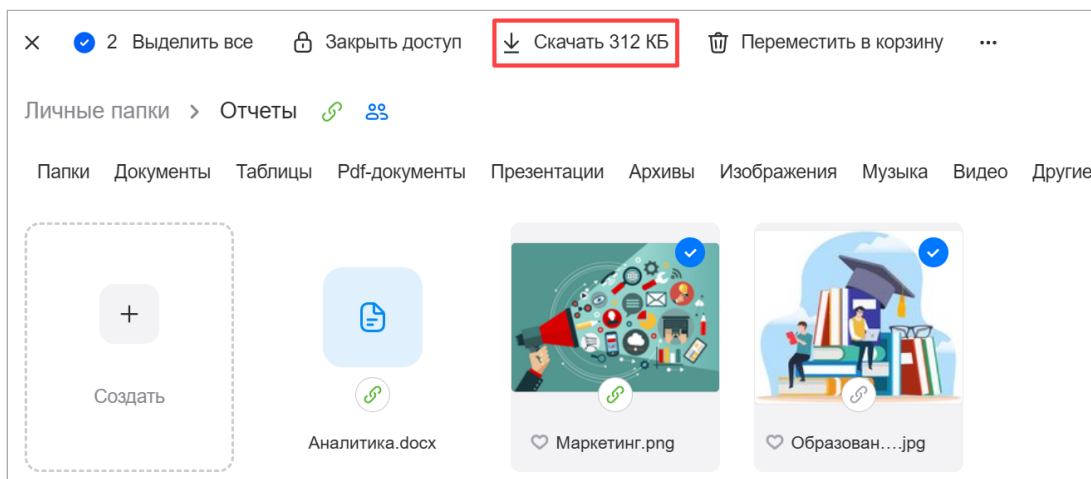 2 Выделить все Закрыть доступ Скачать 312 КБ Переместить в корзину ...
Личные папки > Отчеты
Папки Документы Таблицы Pdf-документы Презентации Архивы Изображения Музыка Видео Другие
Создать
Аналитика.docx
Маркетинг.png
Образован....jpg